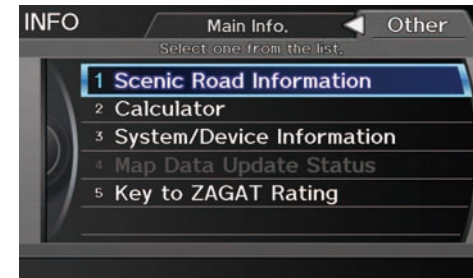 INFO
Main Info.
Other
Select one from the list.
1 Scenic Road Information
2 Calculator
3 System/Device Information
4 Map Data Update Status
5 Key to ZAGAT Rating